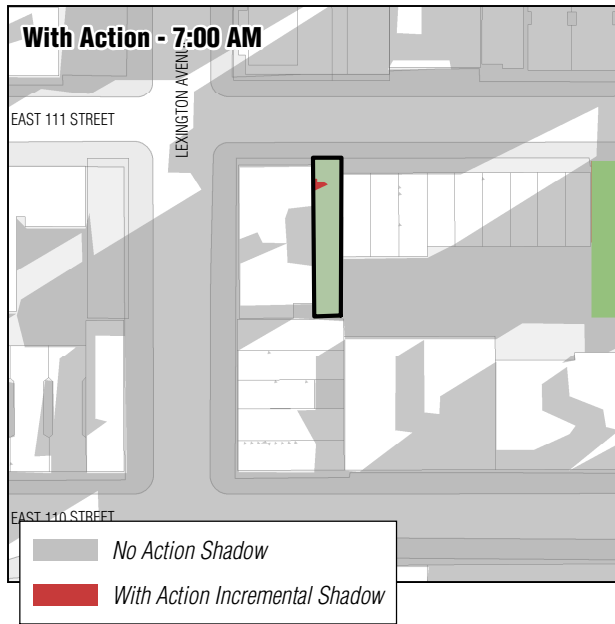 With Action - 7:00 AM
LEXINGTON AVENUE
EAST 111 STREET
EAST 110 STREET
No Action Shadow
With Action Incremental Shadow